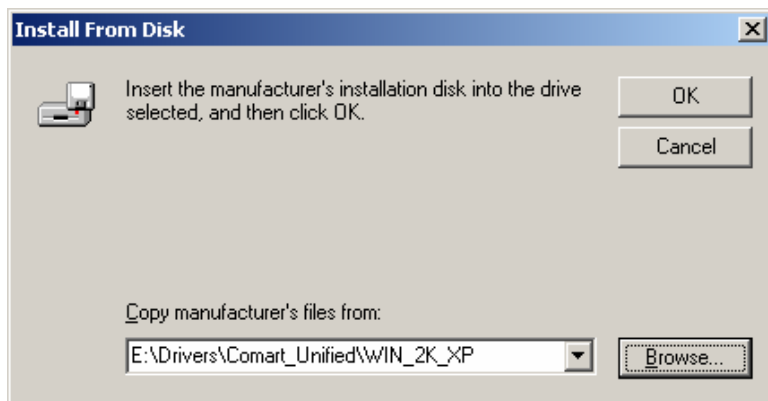 Install From Disk
Insert the manufacturer's installation disk into the drive
selected, and then click OK.
OK
Cancel
Copy manufacturer's files from:
E:\Drivers\Comart_Unified\WIN_2K_XP
Browse...